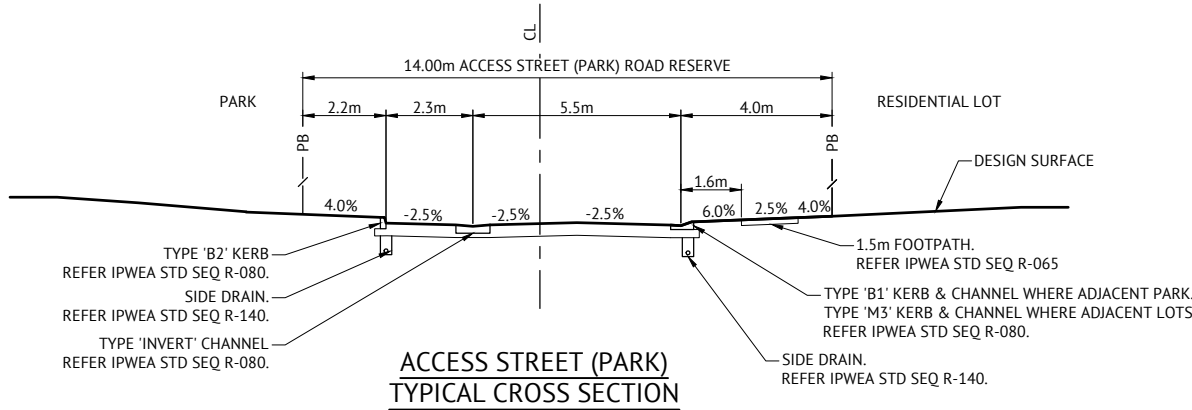 CL
14.00m ACCESS STREET (PARK) ROAD RESERVE
PARK
2.2m
2.3m
5.5m
4.0m
RESIDENTIAL LOT
PB
PB
DESIGN SURFACE
1.6m
4.0%
-2.5%
-2.5%
-2.5%
6.0%
2.5%
4.0%
TYPE 'B2' KERB
REFER IPWEA STD SEQ R-080.
SIDE DRAIN.
REFER IPWEA STD SEQ R-140.
TYPE 'INVERT' CHANNEL
REFER IPWEA STD SEQ R-080.
1.5m FOOTPATH.
REFER IPWEA STD SEQ R-065
TYPE 'B1' KERB & CHANNEL WHERE ADJACENT PARK.
TYPE 'M3' KERB & CHANNEL WHERE ADJACENT LOTS
REFER IPWEA STD SEQ R-080.
SIDE DRAIN.
REFER IPWEA STD SEQ R-140.
ACCESS STREET (PARK)
TYPICAL CROSS SECTION